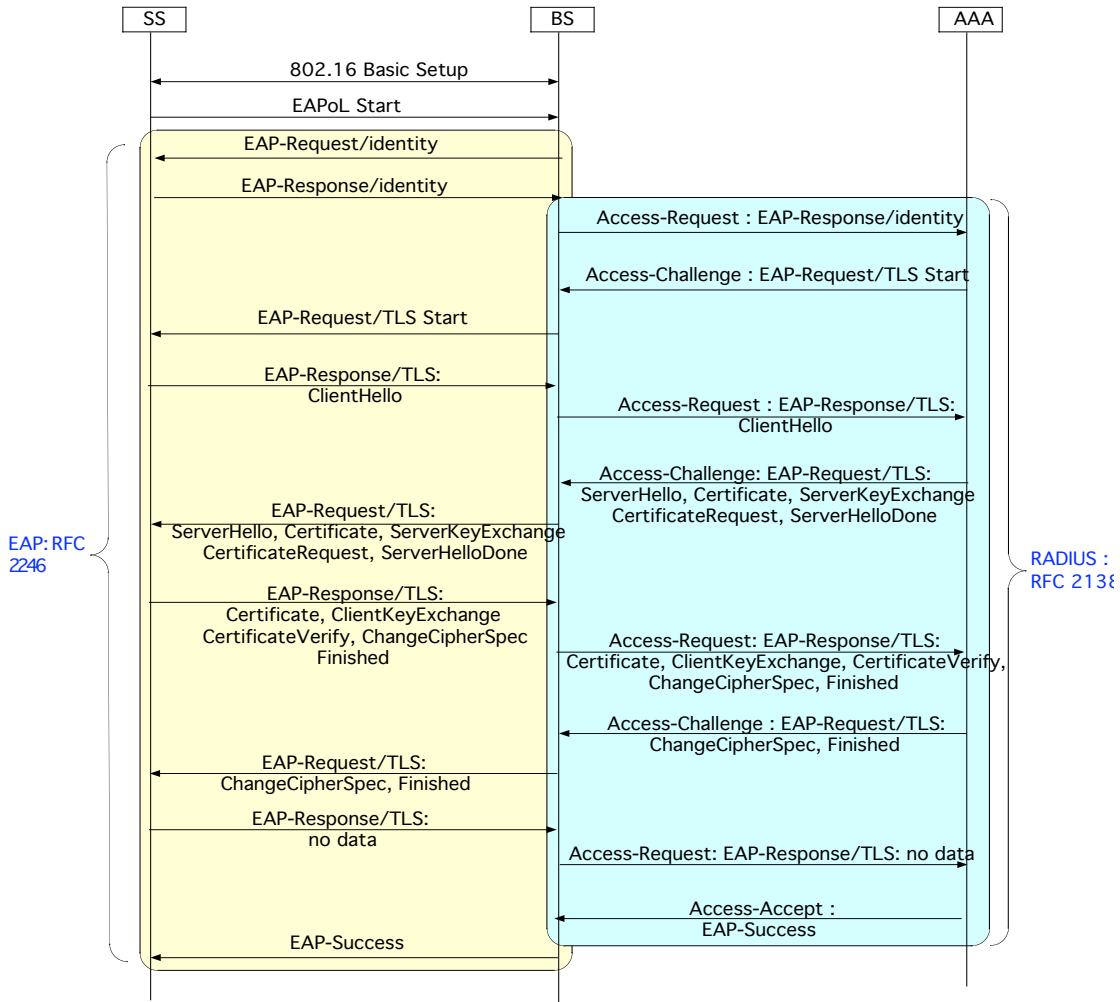 SS
BS
AAA
802.16 Basic Setup
EAPoL Start
EAP-Request/identity
EAP-Response/identity
Access-Request : EAP-Response/identity
Access-Challenge : EAP-Request/TLS Start
EAP-Request/TLS Start
EAP-Response/TLS:
ClientHello
Access-Request : EAP-Response/TLS:
ClientHello
Access-Challenge: EAP-Request/TLS:
ServerHello, Certificate, ServerKeyExchange
CertificateRequest, ServerHelloDone
EAP-Request/TLS:
ServerHello, Certificate, ServerKeyExchange
CertificateRequest, ServerHelloDone
EAP: RFC
2246
RADIUS :
RFC 2138
EAP-Response/TLS:
Certificate, ClientKeyExchange
CertificateVerify, ChangeCipherSpec
Finished
Access-Request: EAP-Response/TLS:
Certificate, ClientKeyExchange, CertificateVerify,
ChangeCipherSpec, Finished
Access-Challenge : EAP-Request/TLS:
ChangeCipherSpec, Finished
EAP-Request/TLS:
ChangeCipherSpec, Finished
EAP-Response/TLS:
no data
Access-Request: EAP-Response/TLS: no data
Access-Accept :
EAP-Success
EAP-Success